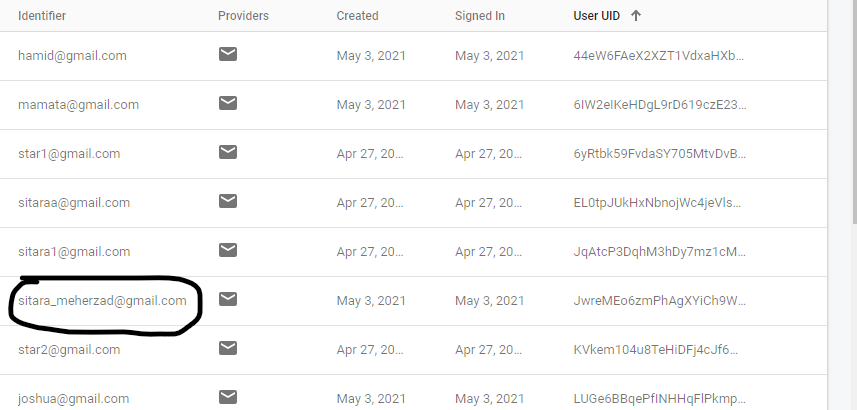 Identifier Providers Created Signed In User UID
hamid@gmail.com May 3, 2021 May 3, 2021 44eW6FAeX2XZT1VdxaHXb...
mamata@gmail.com May 3, 2021 May 3, 2021 6IW2eIKeHDgL9rD619czE23...
star1@gmail.com Apr 27, 20... Apr 27, 20... 6yRtbk59FvdaSY705MtvDvB...
sitaraa@gmail.com Apr 27, 20... Apr 27, 20... EL0tpJUkHxNbnojWc4jeVls...
sitara1@gmail.com Apr 27, 20... Apr 27, 20... JqAtcP3DqhM3hDy7mz1cM...
sitara_meherzad@gmail.com May 3, 2021 May 3, 2021 JwreMEo6zmPhAgXYiCh9W...
star2@gmail.com Apr 27, 20... Apr 27, 20... KVkem104u8TeHiDFj4cJf6...
joshua@gmail.com May 3, 2021 May 3, 2021 LUGe6BBqePfINHHqFlPkmp...